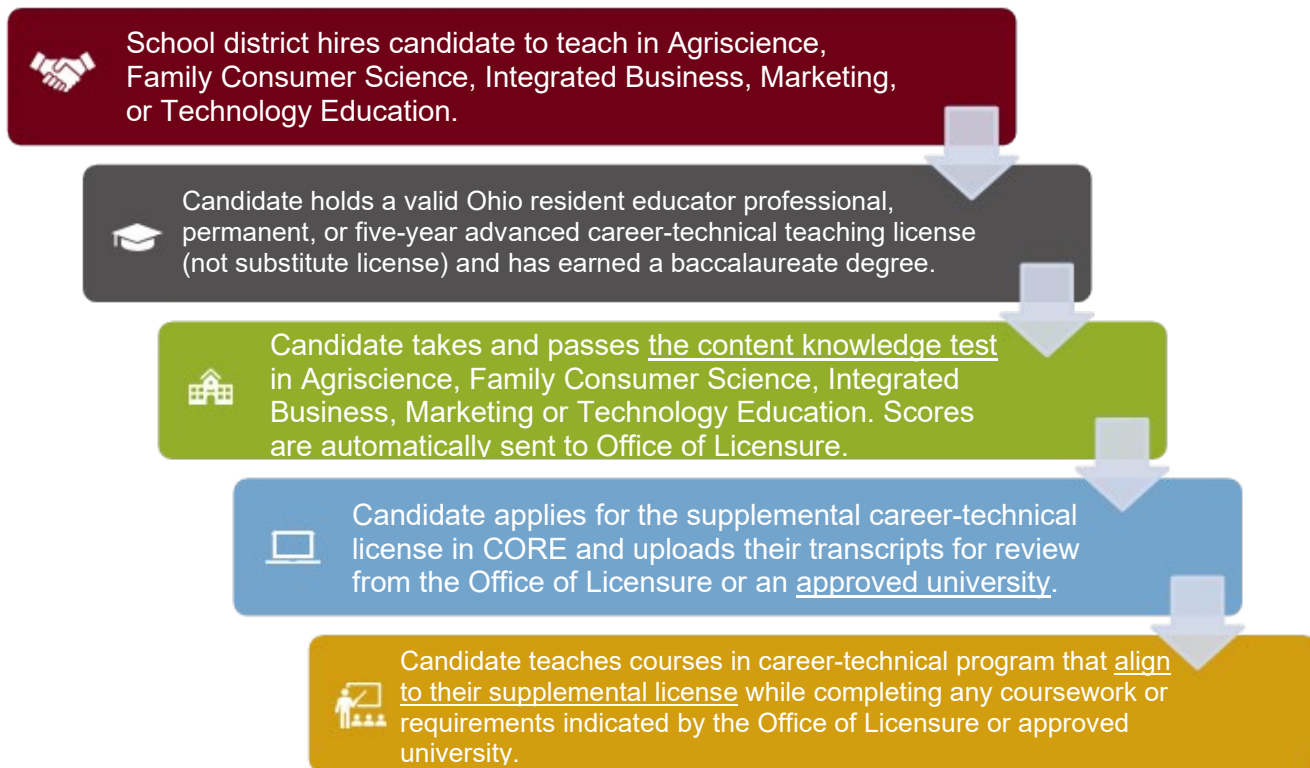 School district hires candidate to teach in Agriscience,
Family Consumer Science, Integrated Business, Marketing,
or Technology Education.
Candidate holds a valid Ohio resident educator professional,
permanent, or five-year advanced career-technical teaching license
(not substitute license) and has earned a baccalaureate degree.
Candidate takes and passes the content knowledge test
in Agriscience, Family Consumer Science, Integrated
Business, Marketing or Technology Education. Scores
are automatically sent to Office of Licensure.
Candidate applies for the supplemental career-technical
license in CORE and uploads their transcripts for review
from the Office of Licensure or an approved university.
Candidate teaches courses in career-technical program that align
to their supplemental license while completing any coursework or
requirements indicated by the Office of Licensure or approved
university.